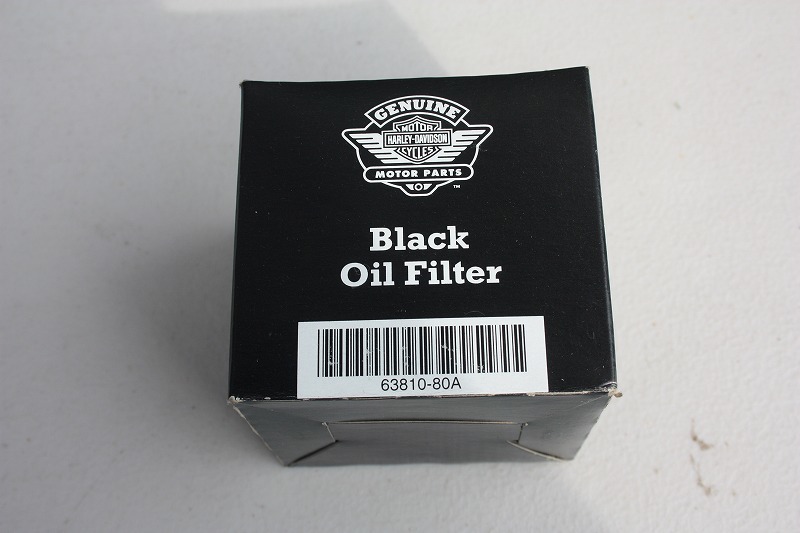 GENUINE
MOTOR
HARLEY-DAVIDSON
CYCLES
MOTOR PARTS
TM
Black
Oil Filter
63810-80A